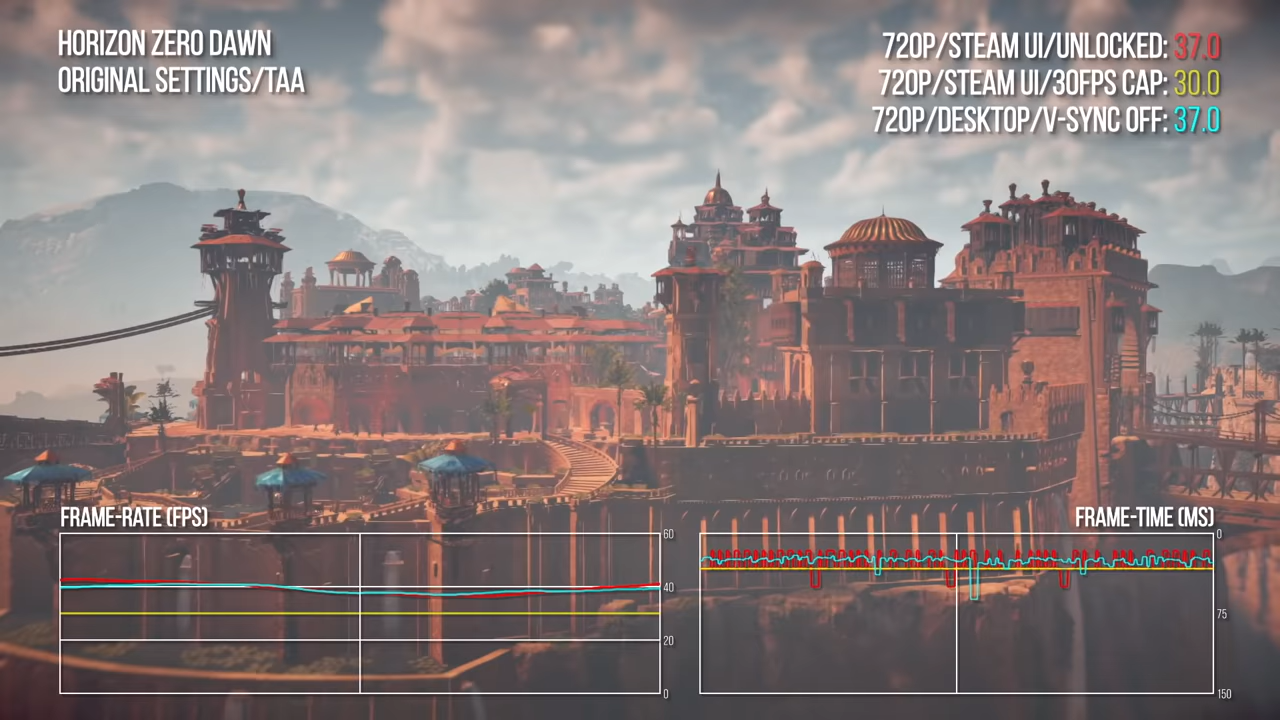 HORIZON ZERO DAWN
ORIGINAL SETTINGS/TAA
720P/STEAM UI/UNLOCKED: 37.0
720P/STEAM UI/30FPS CAP: 30.0
720P/DESKTOP/V-SYNC OFF: 37.0
FRAME-RATE (FPS)
60
40
20
0
FRAME-TIME (MS)
0
75
150